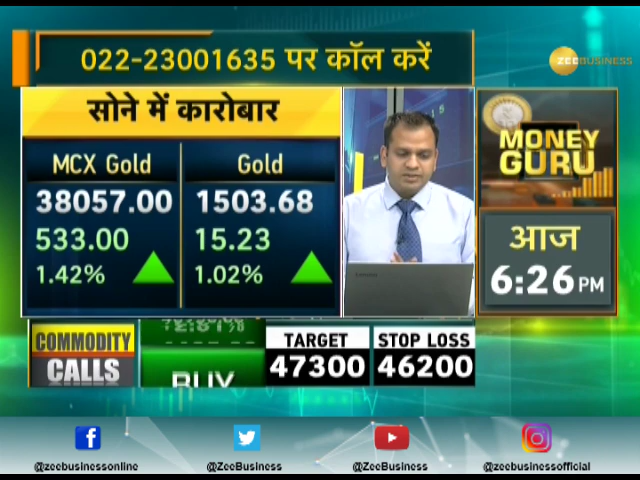 022-23001635 पर कॉल करें
ZEEBUSINESS
सोने में कारोबार
MCX Gold
38057.00
533.00
1.42%
Gold
1503.68
15.23
1.02%
MONEY
GURU
आज
6:26 PM
COMMODITY
CALLS
BUY
TARGET
47300
STOP LOSS
46200
@zeebusinessonline
@ZeeBusiness
@ZeeBusiness
@zeebusinessofficial